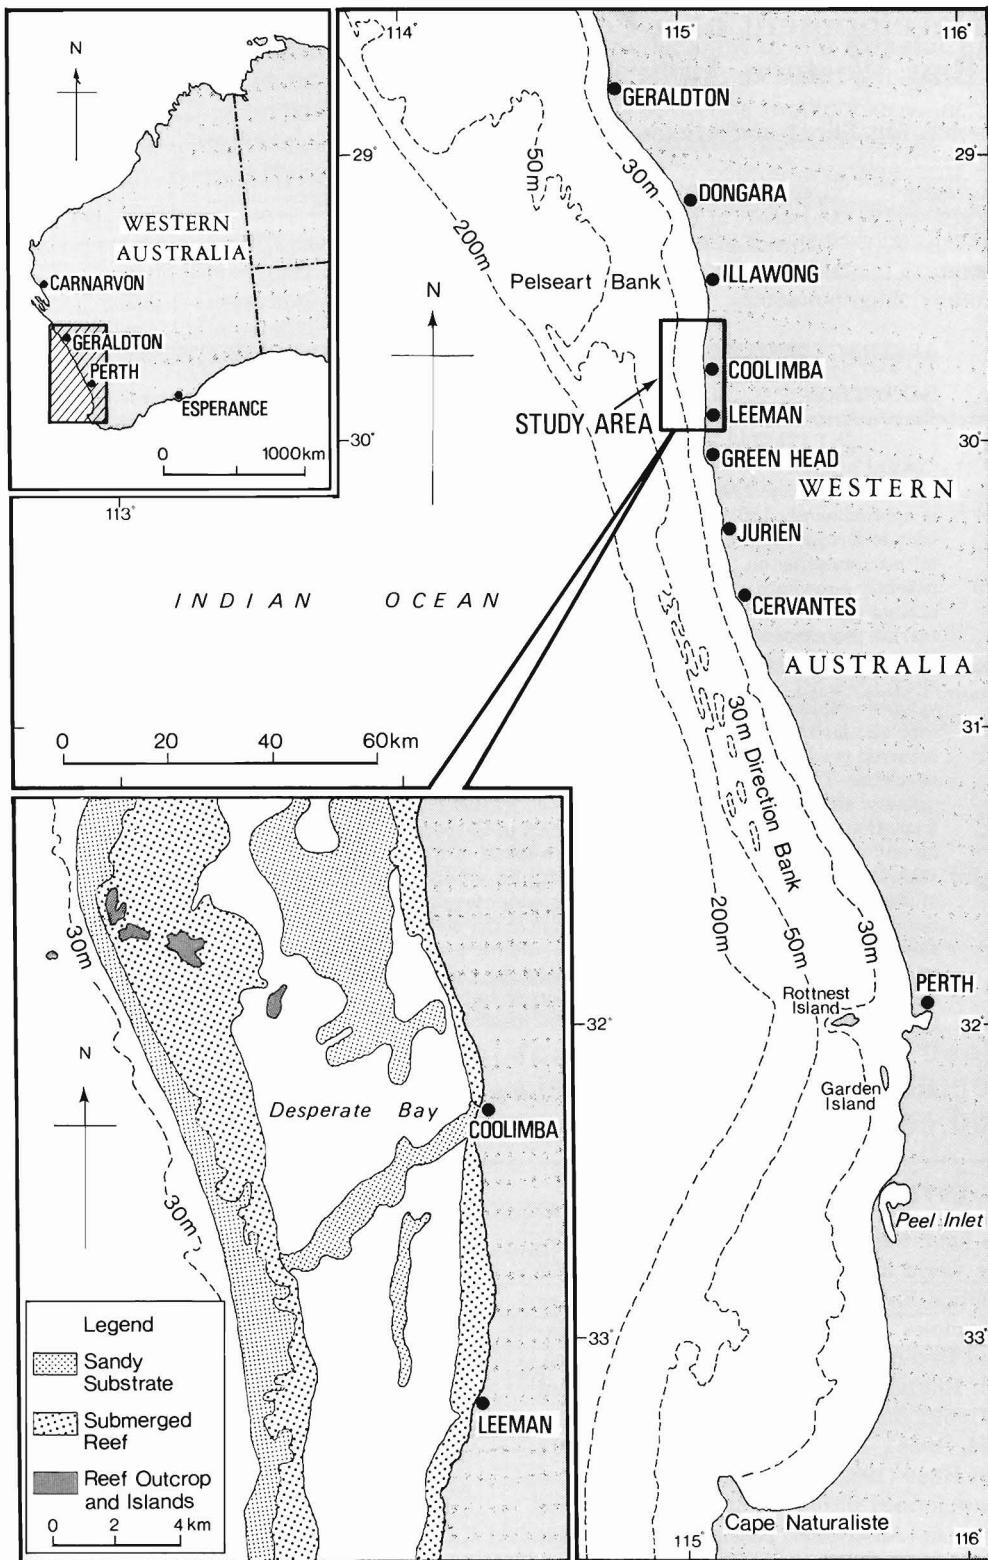 N
WESTERN
AUSTRALIA
CARNARVON
GERALDTON
PERTH
ESPERANCE
0 1000km
113°
114° 115° 116°
GERALDTON
29° 29°
50m
30m
DONGARA
200m
ILLAWONG
Pelseart Bank
N
COOLIMBA
STUDY AREA
LEEMAN
30° 30°
GREEN HEAD
WESTERN
JURIEN
INDIAN OCEAN
CERVANTES
AUSTRALIA
30m Direction Bank
31°
0 20 40 60km
200m
50m
30m
PERTH
Rottnest
Island
32° 32°
Garden
Island
Peel Inlet
33° 33°
Cape Naturaliste
115° 116°
30m
N
Desperate Bay
COOLIMBA
30m
LEEMAN
Legend
Sandy
Substrate
Submerged
Reef
Reef Outcrop
and Islands
0 2 4 km